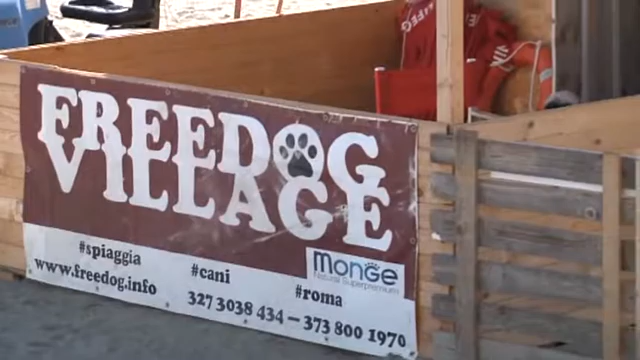 FREEDOG
VILLAGE
#spiaggia #cani #roma
www.freedog.info 327 3038 434 – 373 800 1970
MONGE
Natural Superpremium